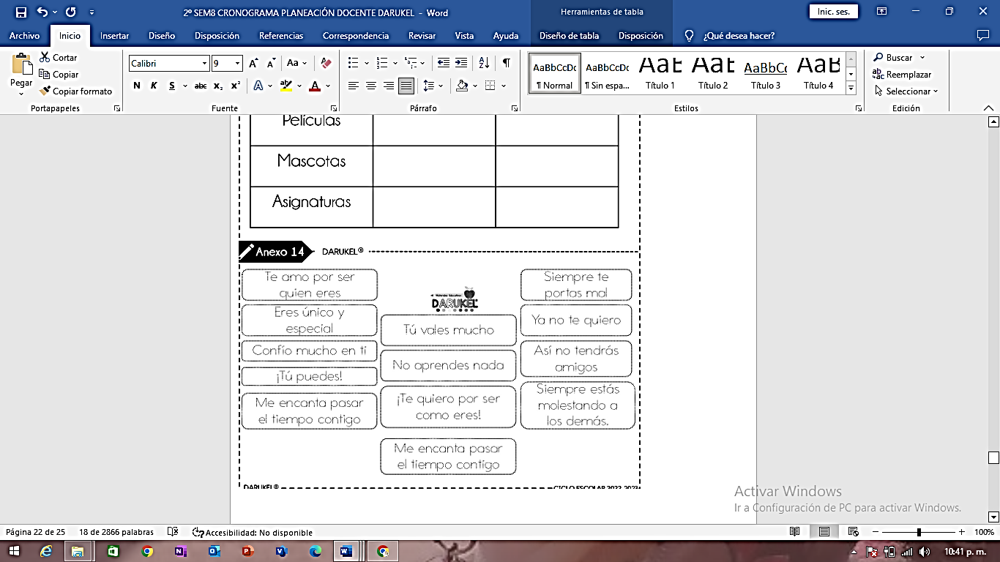 2º SEM8 CRONOGRAMA PLANEACIÓN DOCENTE DARUKEL - Word
Herramientas de tabla
Inic. ses.
Archivo Inicio Insertar Diseño Disposición Referencias Correspondencia Revisar Vista Ayuda Diseño de tabla Disposición ¿Qué desea hacer?
Pegar
Cortar
Copiar
Copiar formato
Portapapeles
Calibri 9
Aa
N K S abc x₂ x²
Fuente
Párrafo
AaBbCcDc AaBbCcDc AaE AaE AaBbCc AaB
¶ Normal ¶ Sin espa... Título 1 Título 2 Título 3 Título 4
Estilos
Buscar
Reemplazar
Seleccionar
Edición
Películas
Mascotas
Asignaturas
Anexo 14 DARUKEL®
Te amo por ser
quien eres
Eres único y
especial
Confío mucho en ti
¡Tú puedes!
Me encanta pasar
el tiempo contigo
DARUKEL
Tú vales mucho
No aprendes nada
¡Te quiero por ser
como eres!
Me encanta pasar
el tiempo contigo
Siempre te
portas mal
Ya no te quiero
Así no tendrás
amigos
Siempre estás
molestando a
los demás.
DARUKEL® CICLO ESCOLAR 2022-2023
Activar Windows
Ir a Configuración de PC para activar Windows.
Página 22 de 25 18 de 2866 palabras Accesibilidad: No disponible 100%
10:41 p. m.